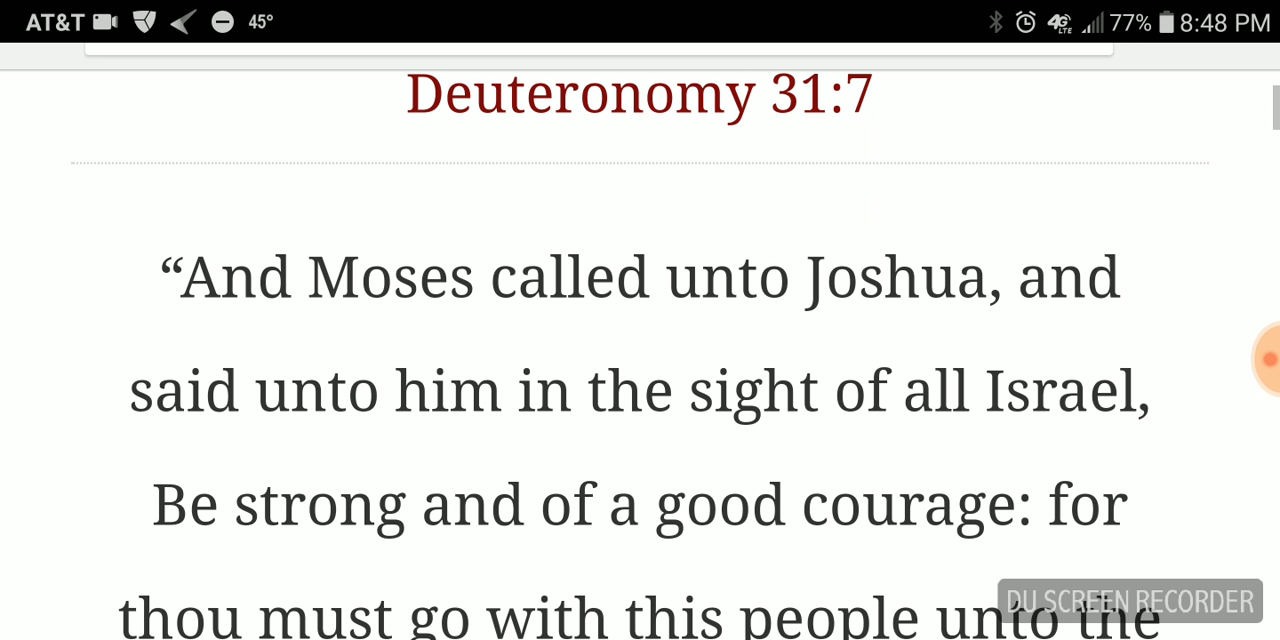 AT&T 45° 4G LTE 77% 8:48 PM
Deuteronomy 31:7
“And Moses called unto Joshua, and
said unto him in the sight of all Israel,
Be strong and of a good courage: for
thou must go with this people unto the
DU SCREEN RECORDER